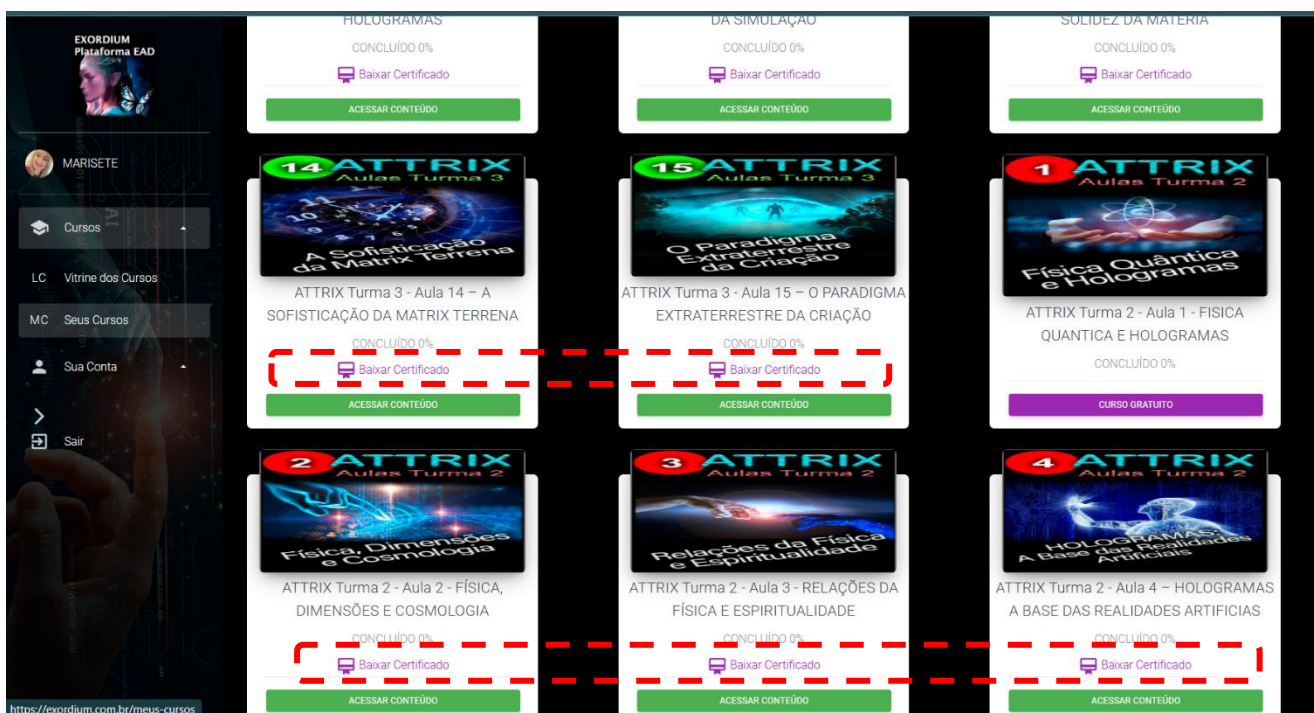 EXORDIUM
Plataforma EAD
MARISETE
Cursos
LC Vitrine dos Cursos
MC Seus Cursos
Sua Conta
Sair
https://exordium.com.br/meus-cursos
HOLOGRAMAS
CONCLUÍDO 0%
Baixar Certificado
ACESSAR CONTEÚDO
DA SIMULAÇÃO
CONCLUÍDO 0%
Baixar Certificado
ACESSAR CONTEÚDO
SOLIDEZ DA MATERIA
CONCLUÍDO 0%
Baixar Certificado
ACESSAR CONTEÚDO
14 ATTRIX
Aulas Turma 3
A Sofisticação
da Matrix Terrena
ATTRIX Turma 3 - Aula 14 – A
SOFISTICAÇÃO DA MATRIX TERRENA
CONCLUÍDO 0%
Baixar Certificado
ACESSAR CONTEÚDO
15 ATTRIX
Aulas Turma 3
O Paradigma
Extraterrestre
da Criação
ATTRIX Turma 3 - Aula 15 – O PARADIGMA
EXTRATERRESTRE DA CRIAÇÃO
CONCLUÍDO 0%
Baixar Certificado
ACESSAR CONTEÚDO
1 ATTRIX
Aulas Turma 2
Física Quântica
e Hologramas
ATTRIX Turma 2 - Aula 1 - FISICA
QUANTICA E HOLOGRAMAS
CONCLUÍDO 0%
CURSO GRATUITO
2 ATTRIX
Aulas Turma 2
Física, Dimensões
e Cosmologia
ATTRIX Turma 2 - Aula 2 - FÍSICA,
DIMENSÕES E COSMOLOGIA
CONCLUÍDO 0%
Baixar Certificado
ACESSAR CONTEÚDO
3 ATTRIX
Aulas Turma 2
Relações da Física
e Espiritualidade
ATTRIX Turma 2 - Aula 3 - RELAÇÕES DA
FÍSICA E ESPIRITUALIDADE
CONCLUÍDO 0%
Baixar Certificado
ACESSAR CONTEÚDO
4 ATTRIX
Aulas Turma 2
HOLOGRAMAS,
A Base das Realidades
Artificiais
ATTRIX Turma 2 - Aula 4 – HOLOGRAMAS
A BASE DAS REALIDADES ARTIFICIAS
CONCLUÍDO 0%
Baixar Certificado
ACESSAR CONTEÚDO